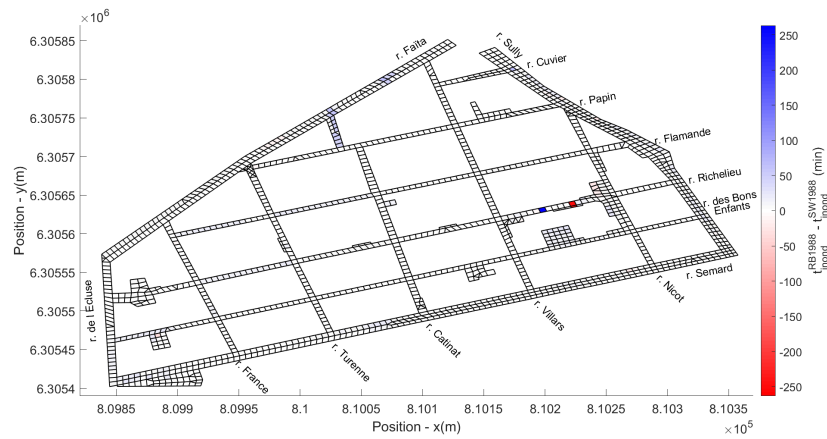 ×10⁶
6.30585
6.3058
6.30575
6.3057
6.30565
6.3056
6.30555
6.3055
6.30545
6.3054
Position - y(m)
8.0985
8.099
8.0995
8.1
8.1005
8.101
8.1015
8.102
8.1025
8.103
8.1035
×10⁵
Position - x(m)
r. Faïta
r. Sully
r. Cuvier
r. Papin
r. Flamande
r. Richelieu
r. des Bons
Enfants
r. Semard
r. Nicot
r. Villars
r. Catinat
r. Turenne
r. France
r. de l Ecluse
250
200
150
100
50
0
-50
-100
-150
-200
-250
t_inond^RB1988 - t_inond^SW1988 (min)